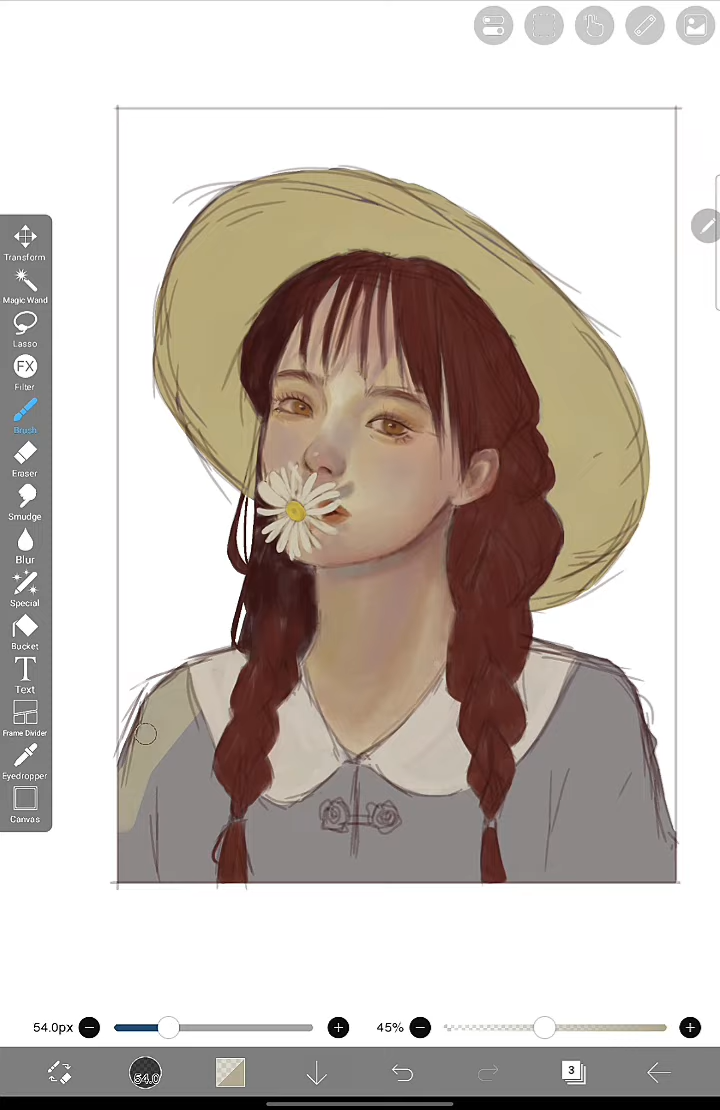 Transform
Magic Wand
Lasso
FX
Filter
Brush
Eraser
Smudge
Blur
Special
Bucket
T
Text
Frame Divider
Eyedropper
Canvas
54.0px
45%
54.0
3